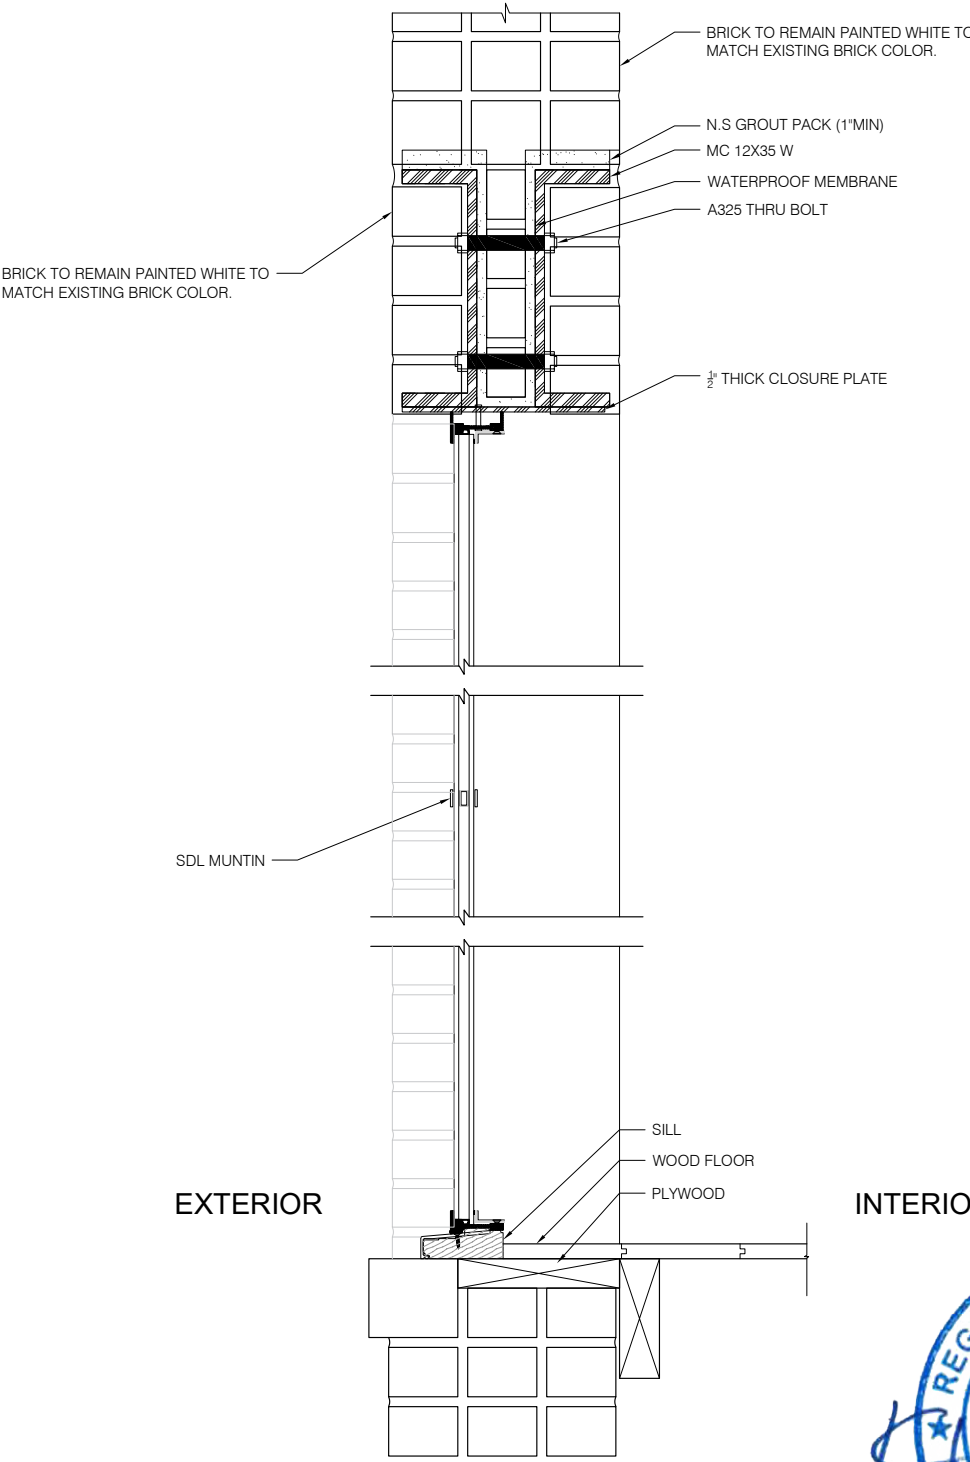 BRICK TO REMAIN PAINTED WHITE TO
MATCH EXISTING BRICK COLOR.
N.S GROUT PACK (1"MIN)
MC 12X35 W
WATERPROOF MEMBRANE
A325 THRU BOLT
BRICK TO REMAIN PAINTED WHITE TO
MATCH EXISTING BRICK COLOR.
1/2" THICK CLOSURE PLATE
SDL MUNTIN
SILL
WOOD FLOOR
PLYWOOD
EXTERIOR
INTERIO
REG